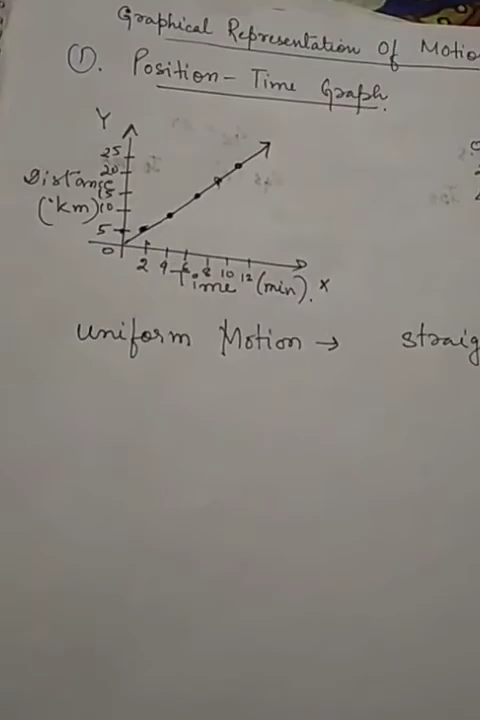 Graphical Representation Of Motio
①. Position - Time Graph.
Y
25
20
Distance
15
(km)
10
5
0
2 4 6 8 10 12
Time (min). X
uniform Motion → straig